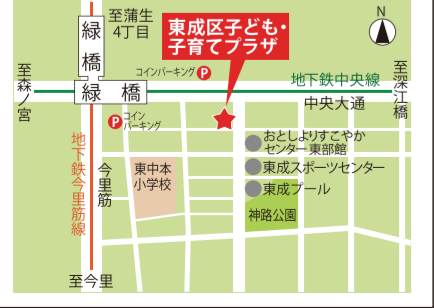 至蒲生
4丁目
東成区子ども・
子育てプラザ
N
緑橋
コインパーキング P
至森ノ宮
緑橋
地下鉄中央線
中央大通
至深江橋
P コイン
パーキング
おとしよりすこやか
センター東部館
地下鉄今里筋線
今里筋
東中本
小学校
東成スポーツセンター
東成プール
神路公園
至今里